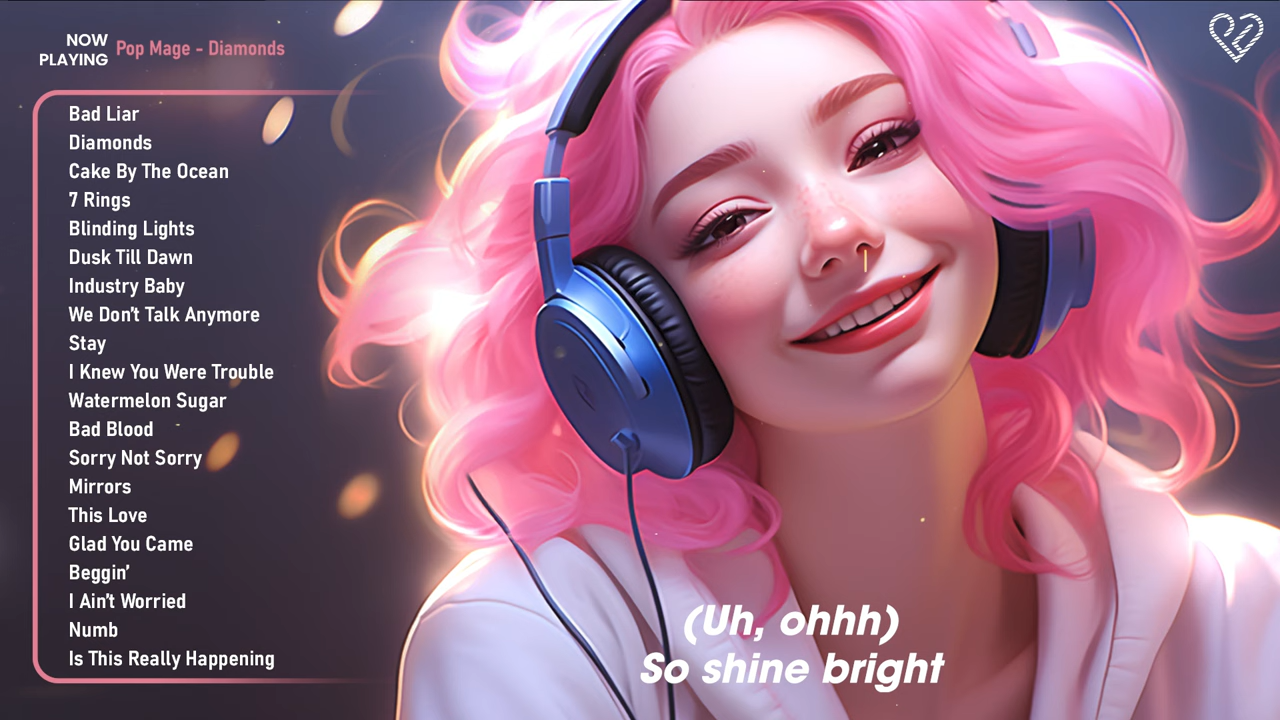 NOW
PLAYING
Pop Mage - Diamonds
Bad Liar
Diamonds
Cake By The Ocean
7 Rings
Blinding Lights
Dusk Till Dawn
Industry Baby
We Don't Talk Anymore
Stay
I Knew You Were Trouble
Watermelon Sugar
Bad Blood
Sorry Not Sorry
Mirrors
This Love
Glad You Came
Beggin'
I Ain't Worried
Numb
Is This Really Happening
(Uh, ohhh)
So shine bright